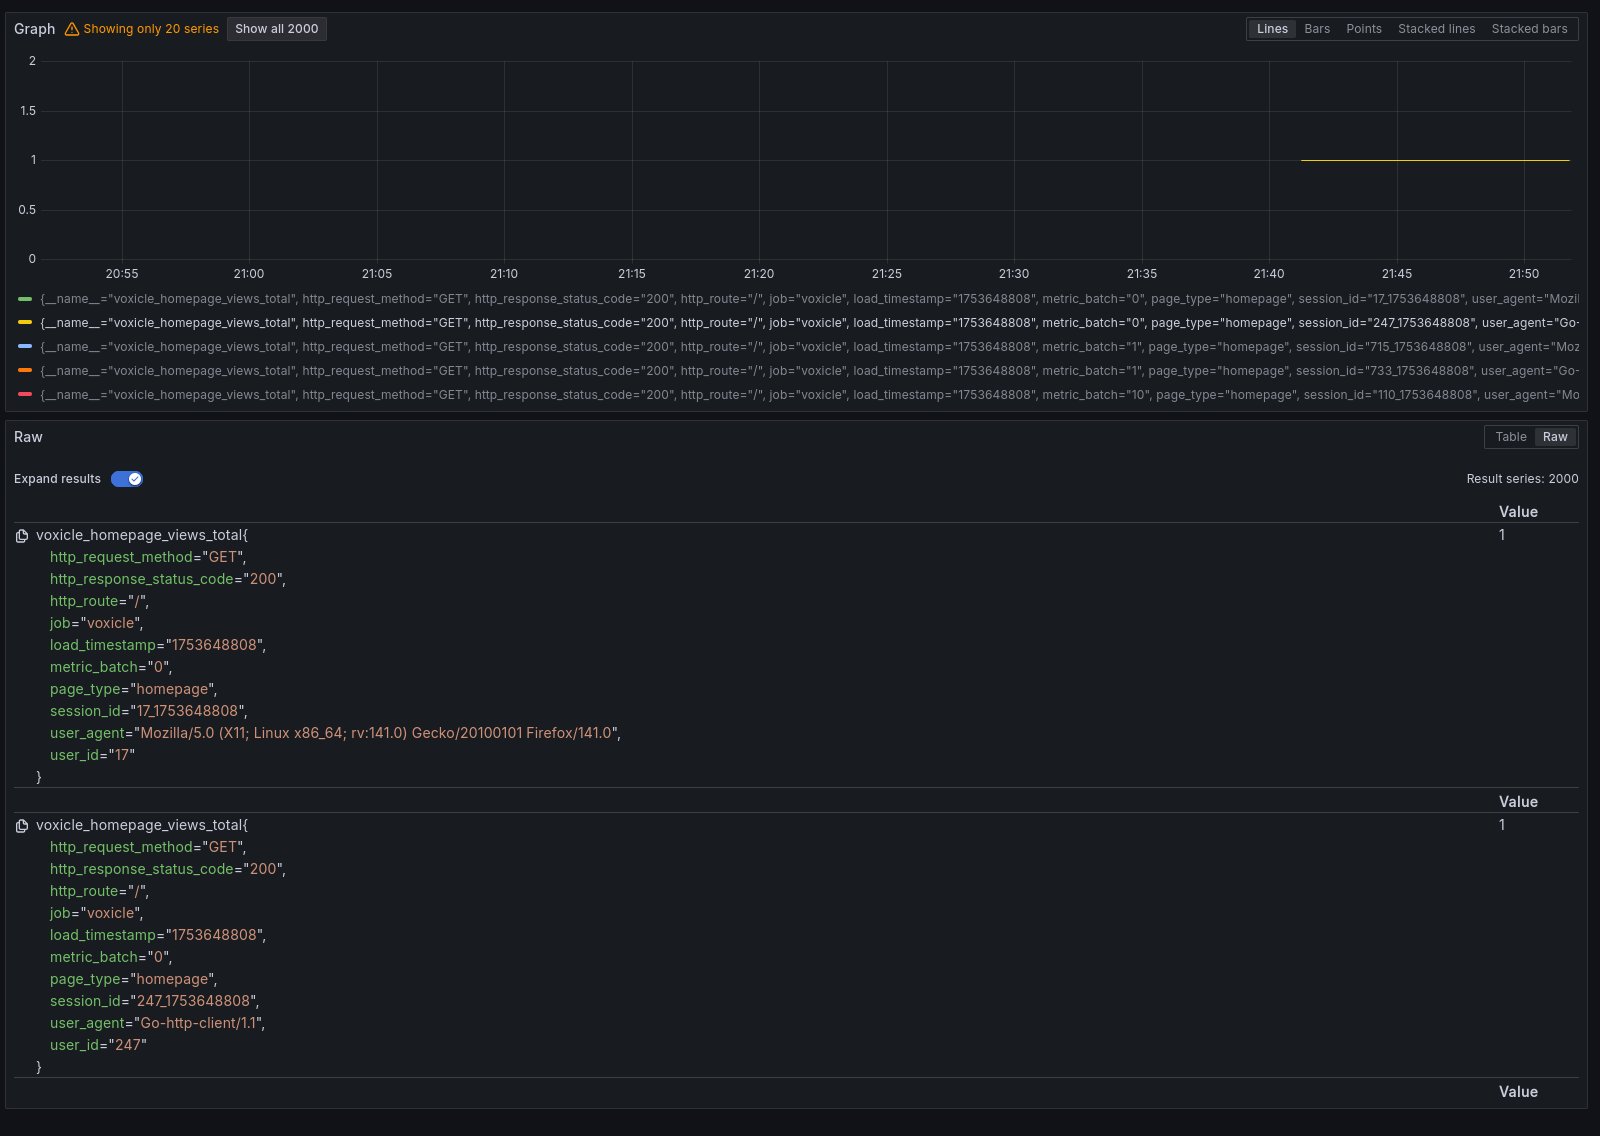 Graph Showing only 20 series Show all 2000 Lines Bars Points Stacked lines Stacked bars
2
1.5
1
0.5
0
20:55 21:00 21:05 21:10 21:15 21:20 21:25 21:30 21:35 21:40 21:45 21:50
{__name__="voxicle_homepage_views_total", http_request_method="GET", http_response_status_code="200", http_route="/", job="voxicle", load_timestamp="1753648808", metric_batch="0", page_type="homepage", session_id="17_1753648808", user_agent="Mozil
{__name__="voxicle_homepage_views_total", http_request_method="GET", http_response_status_code="200", http_route="/", job="voxicle", load_timestamp="1753648808", metric_batch="0", page_type="homepage", session_id="247_1753648808", user_agent="Go-
{__name__="voxicle_homepage_views_total", http_request_method="GET", http_response_status_code="200", http_route="/", job="voxicle", load_timestamp="1753648808", metric_batch="1", page_type="homepage", session_id="715_1753648808", user_agent="Moz
{__name__="voxicle_homepage_views_total", http_request_method="GET", http_response_status_code="200", http_route="/", job="voxicle", load_timestamp="1753648808", metric_batch="1", page_type="homepage", session_id="733_1753648808", user_agent="Go-
{__name__="voxicle_homepage_views_total", http_request_method="GET", http_response_status_code="200", http_route="/", job="voxicle", load_timestamp="1753648808", metric_batch="10", page_type="homepage", session_id="110_1753648808", user_agent="Mo
Raw Table Raw
Expand results Result series: 2000
Value
voxicle_homepage_views_total{ 1
http_request_method="GET",
http_response_status_code="200",
http_route="/",
job="voxicle",
load_timestamp="1753648808",
metric_batch="0",
page_type="homepage",
session_id="17_1753648808",
user_agent="Mozilla/5.0 (X11; Linux x86_64; rv:141.0) Gecko/20100101 Firefox/141.0",
user_id="17"
}
Value
voxicle_homepage_views_total{ 1
http_request_method="GET",
http_response_status_code="200",
http_route="/",
job="voxicle",
load_timestamp="1753648808",
metric_batch="0",
page_type="homepage",
session_id="247_1753648808",
user_agent="Go-http-client/1.1",
user_id="247"
}
Value